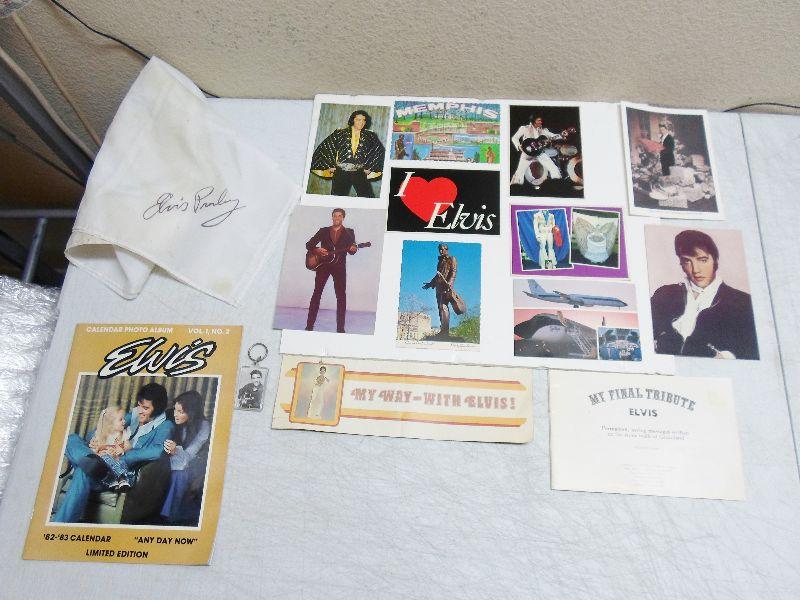 Elvis Presley
MEMPHIS
I
Elvis
CALENDAR PHOTO ALBUM VOL. 1, NO. 2
Elvis
'82-'83 CALENDAR "ANY DAY NOW"
LIMITED EDITION
MY WAY - WITH ELVIS!
MY FINAL TRIBUTE
ELVIS